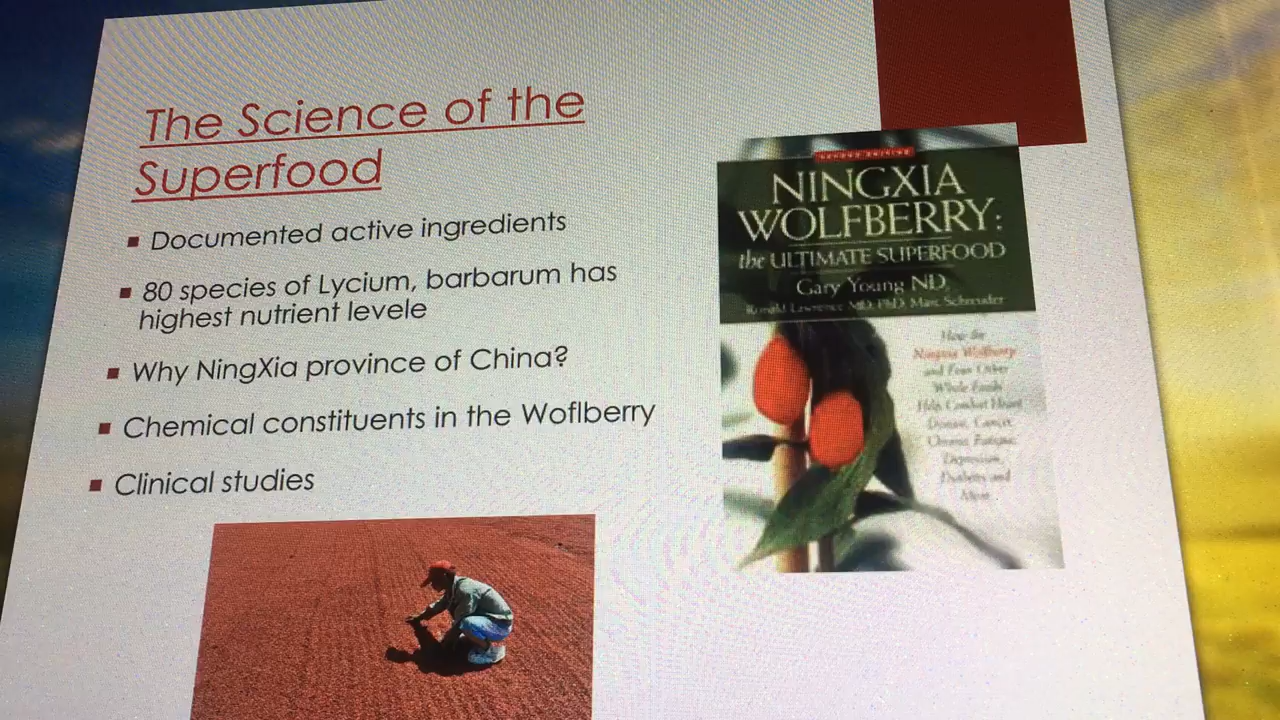 The Science of the
Superfood
Documented active ingredients
80 species of Lycium, barbarum has
highest nutrient levele
Why NingXia province of China?
Chemical constituents in the Woflberry
Clinical studies
SECOND EDITION
NINGXIA
WOLFBERRY:
the ULTIMATE SUPERFOOD
Gary Young ND,
Ronald Lawrence MD, PhD, Marc Schreuder
How the
Ningxia Wolfberry
and Four Other
Whole Foods
Help Combat Heart
Disease, Cancer,
Chronic Fatigue,
Depression,
Diabetes and
More